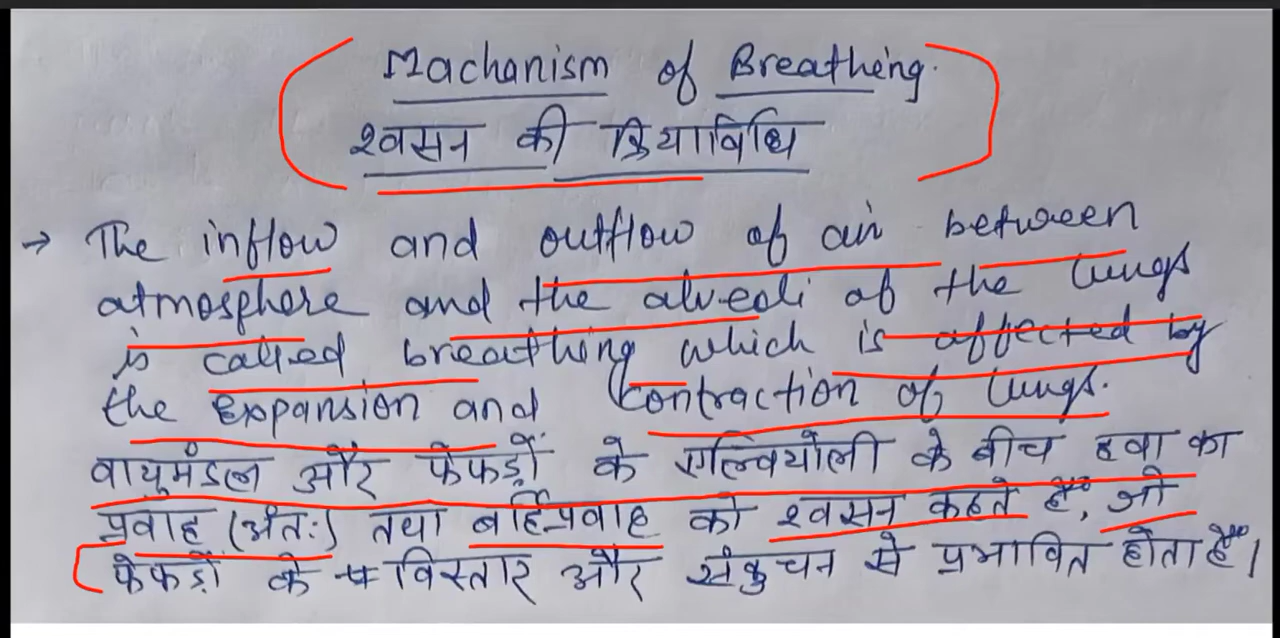 Machanism of Breatheng.
श्वसन की क्रियाविधि
→ The inflow and outflow of air between
atmosphere and the alveoli of the lungs
is called breathing which is affected by
the Expansion and Contraction of lungs.
वायुमंडल और फेफड़ों के एल्वियोली के बीच हवा का
प्रवाह (अंतः) तथा बर्हिप्रवाह को श्वसन कहते हैं, जो
फेफड़ों के विस्तार और संकुचन से प्रभावित होता हैं।